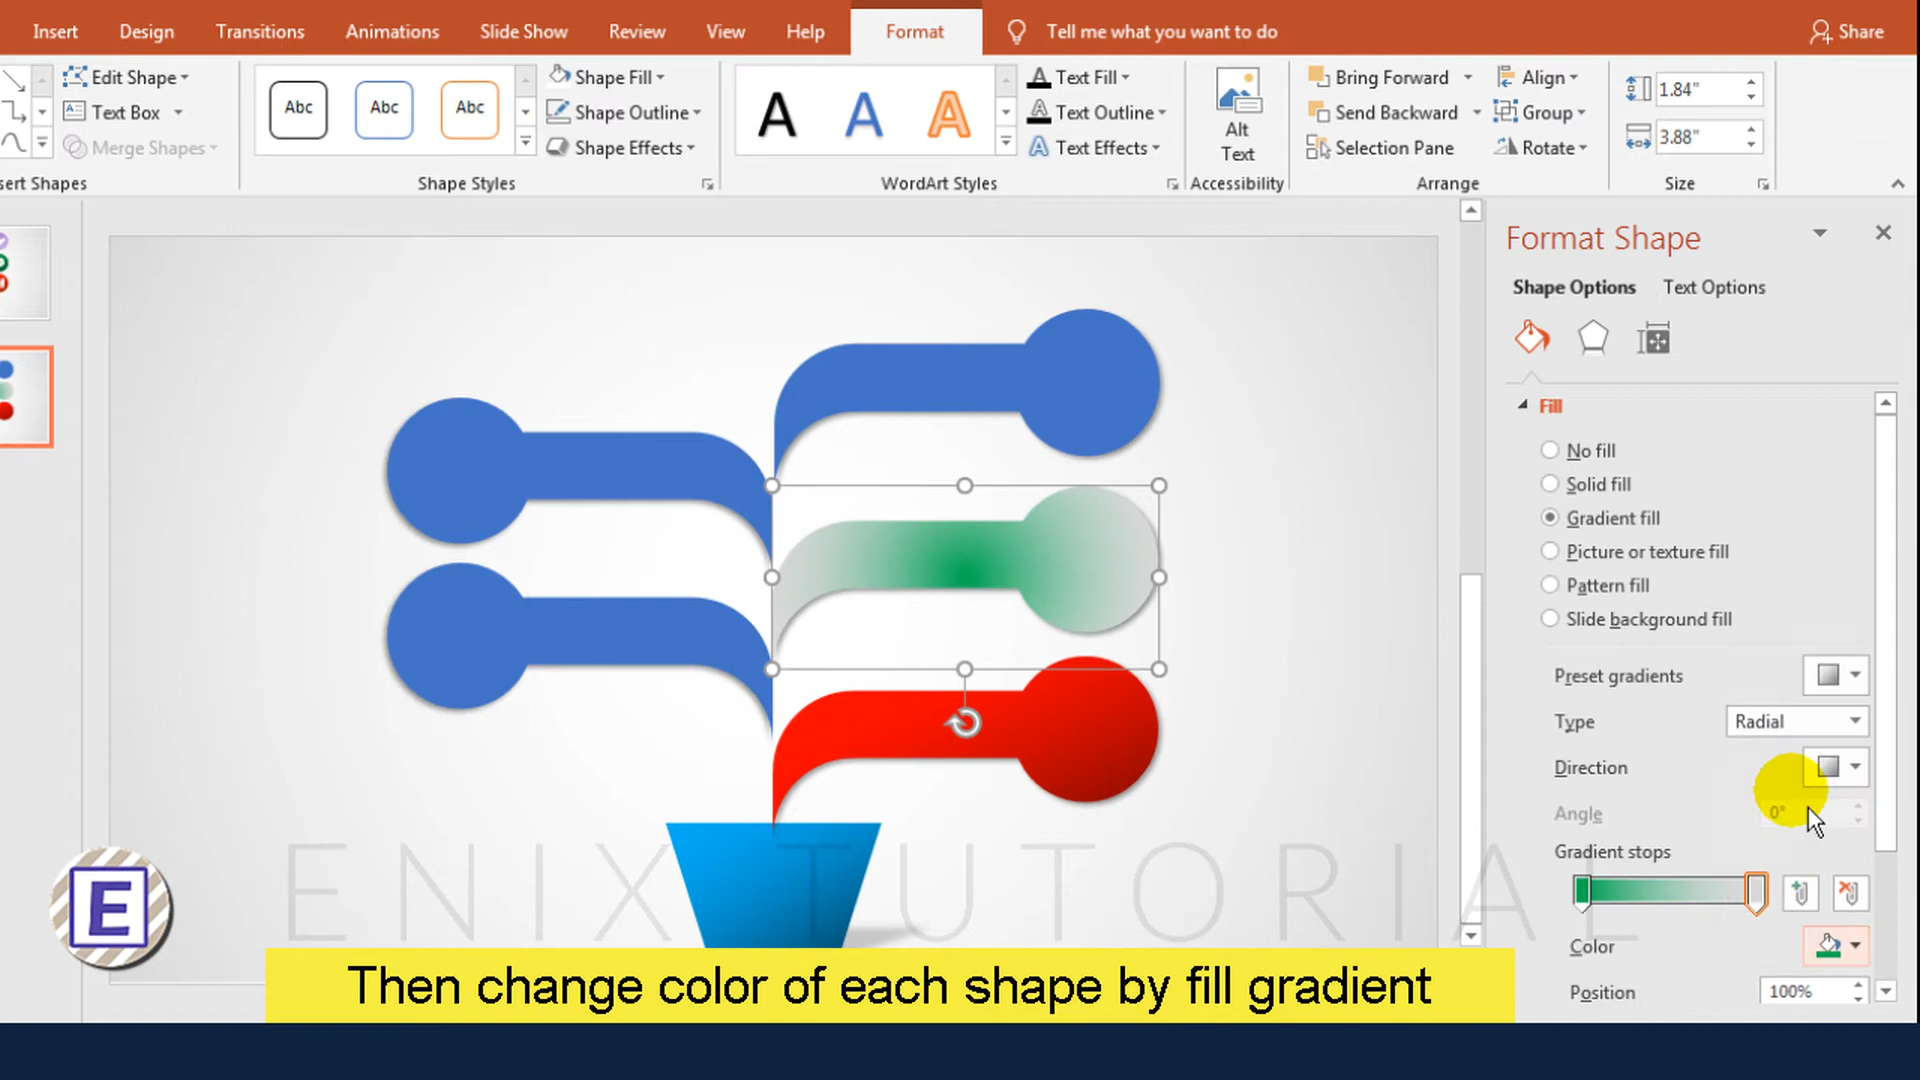 Insert Design Transitions Animations Slide Show Review View Help Format Tell me what you want to do Share
Edit Shape
Text Box
Merge Shapes
sert Shapes
Abc Abc Abc
Shape Fill
Shape Outline
Shape Effects
Shape Styles
A A A
Text Fill
Text Outline
Text Effects
WordArt Styles
Alt
Text
Accessibility
Bring Forward
Send Backward
Selection Pane
Align
Group
Rotate
Arrange
1.84"
3.88"
Size
Format Shape
Shape Options Text Options
Fill
No fill
Solid fill
Gradient fill
Picture or texture fill
Pattern fill
Slide background fill
Preset gradients
Type Radial
Direction
Angle 0°
Gradient stops
Color
Position 100%
ENIX TUTORIAL
E
Then change color of each shape by fill gradient